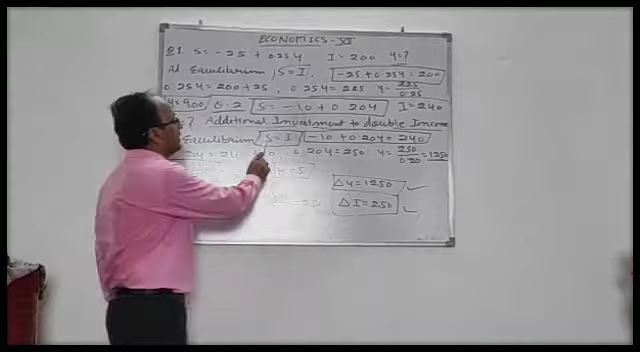 ECONOMICS - XII
Q1. S = -25 + 0.25Y I = 200 Y = ?
At Equilibrium, S = I, -25 + 0.25Y = 200
0.25Y = 200 + 25, 0.25Y = 225 Y = 225/0.25
Y = 900 Q.2 S = -10 + 0.20Y I = 240
? Additional Investment to double Income
Equilibrium S = I -10 + 0.20Y = 240
0.20Y = 250 Y = 250/0.20 = 1250
ΔY = 1250
= 250 ΔI = 250